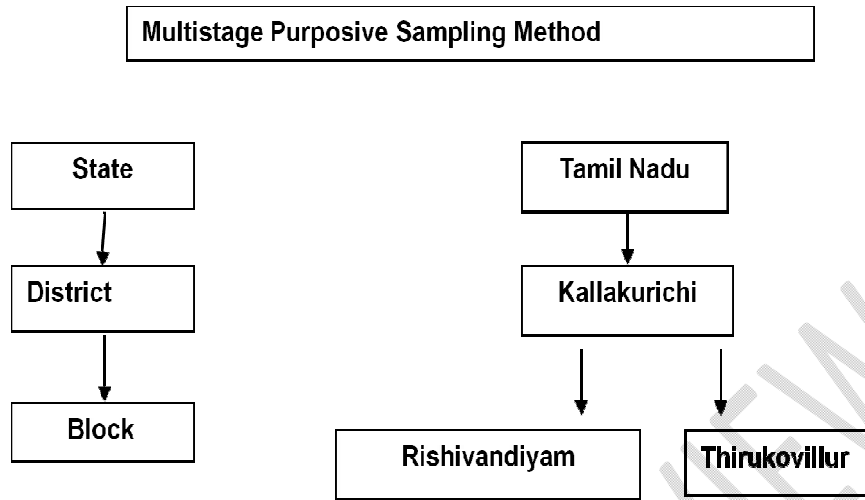 Multistage Purposive Sampling Method
State
Tamil Nadu
District
Kallakurichi
Block
Rishivandiyam
Thirukovillur